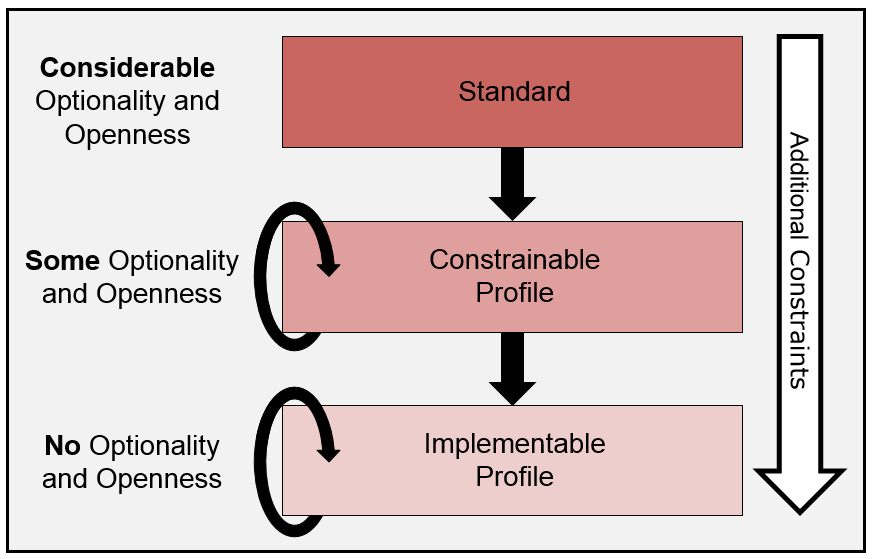 Considerable
Optionality and
Openness
Standard
Additional Constraints
Some Optionality
and Openness
Constrainable
Profile
No Optionality
and Openness
Implementable
Profile